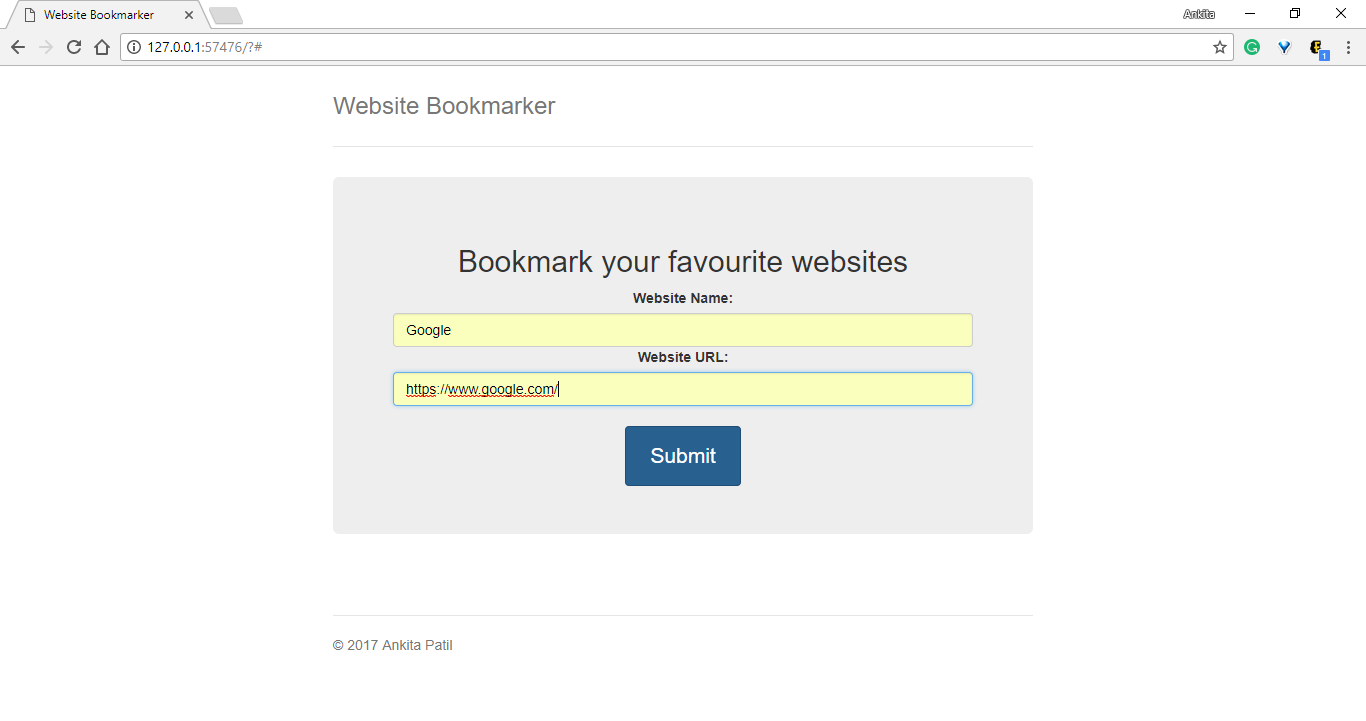 Website Bookmarker
Ankita
127.0.0.1:57476/?#
1
Website Bookmarker
Bookmark your favourite websites
Website Name:
Google
Website URL:
https://www.google.com/
Submit
© 2017 Ankita Patil